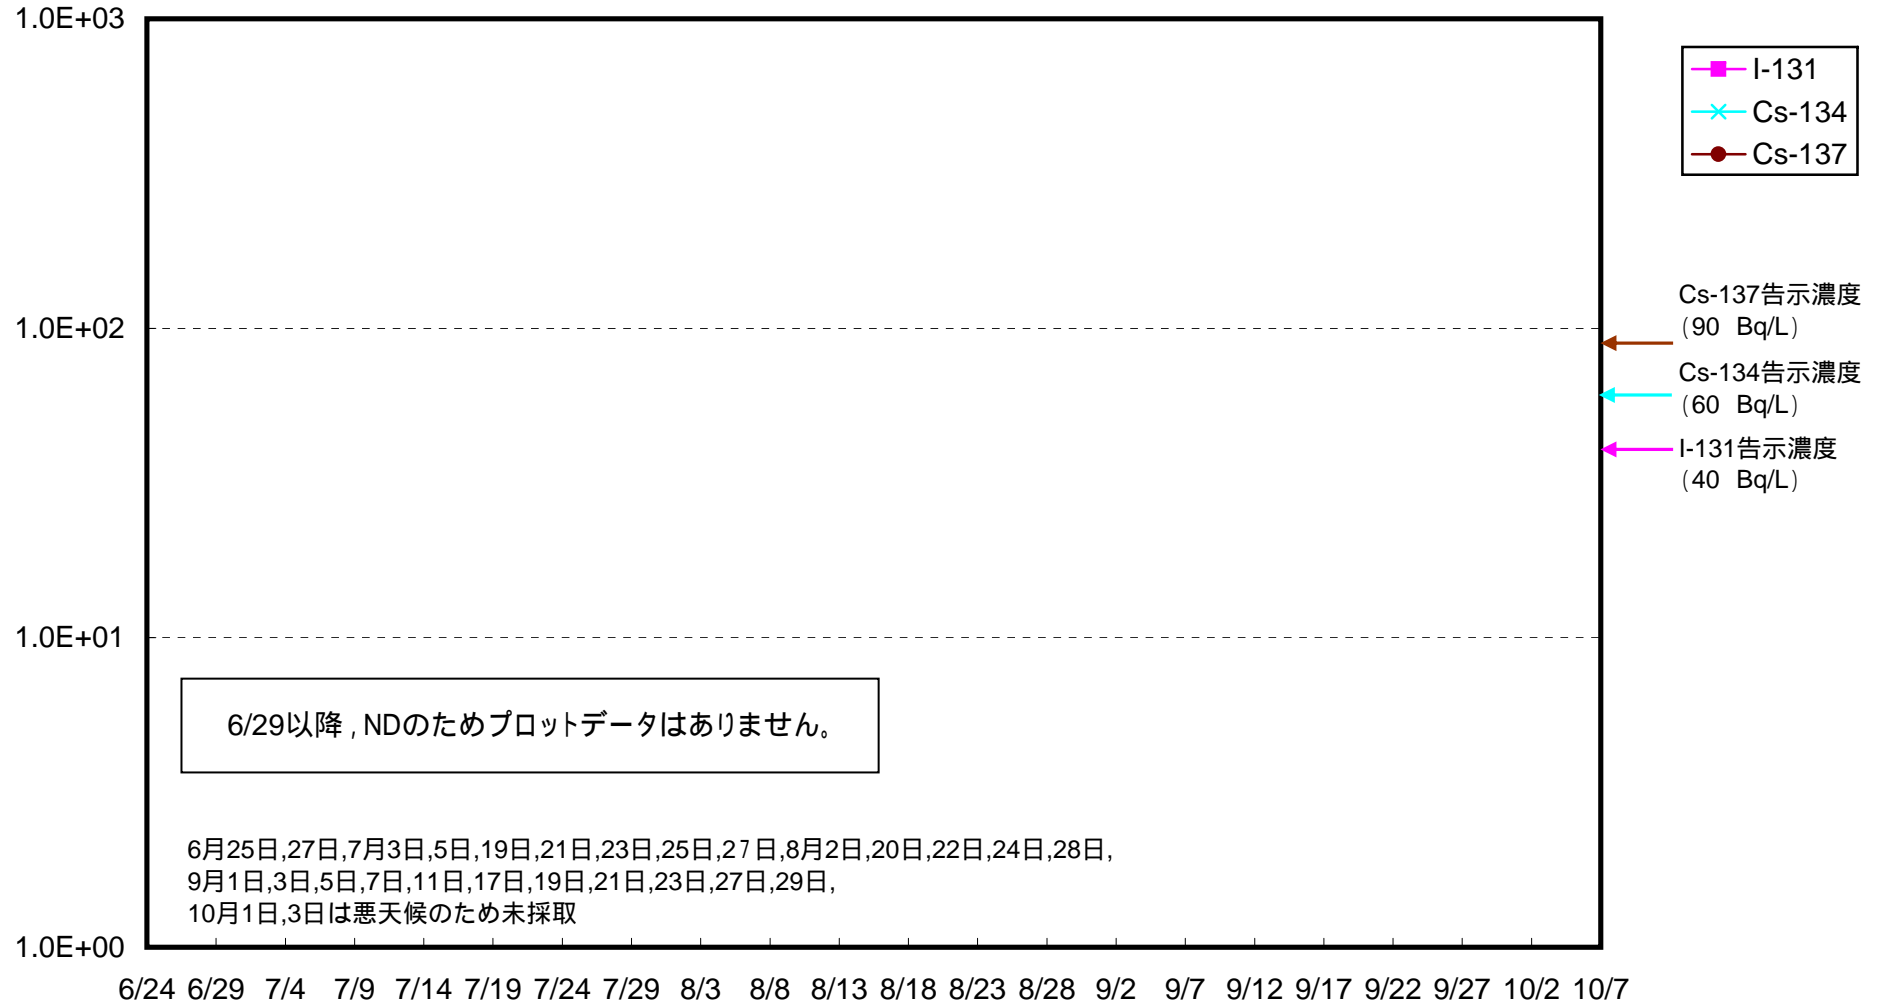 1.0E+03
1.0E+02
1.0E+01
1.0E+00
I-131
Cs-134
Cs-137
Cs-137告示濃度
(90 Bq/L)
Cs-134告示濃度
(60 Bq/L)
I-131告示濃度
(40 Bq/L)
6/29以降,NDのためプロットデータはありません。
6月25日,27日,7月3日,5日,19日,21日,23日,25日,27日,8月2日,20日,22日,24日,28日,
9月1日,3日,5日,7日,11日,17日,19日,21日,23日,27日,29日,
10月1日,3日は悪天候のため未採取
6/24 6/29 7/4 7/9 7/14 7/19 7/24 7/29 8/3 8/8 8/13 8/18 8/23 8/28 9/2 9/7 9/12 9/17 9/22 9/27 10/2 10/7